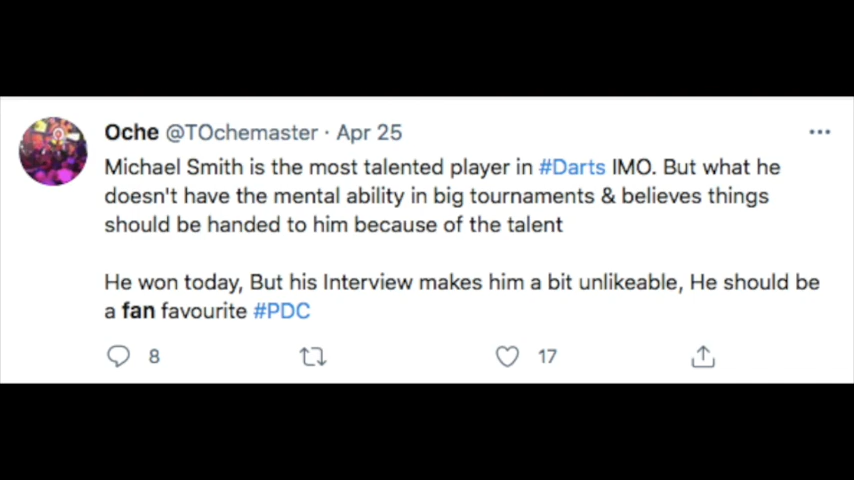 Oche @TOchemaster · Apr 25
Michael Smith is the most talented player in #Darts IMO. But what he
doesn't have the mental ability in big tournaments & believes things
should be handed to him because of the talent
He won today, But his Interview makes him a bit unlikeable, He should be
a fan favourite #PDC
8 17